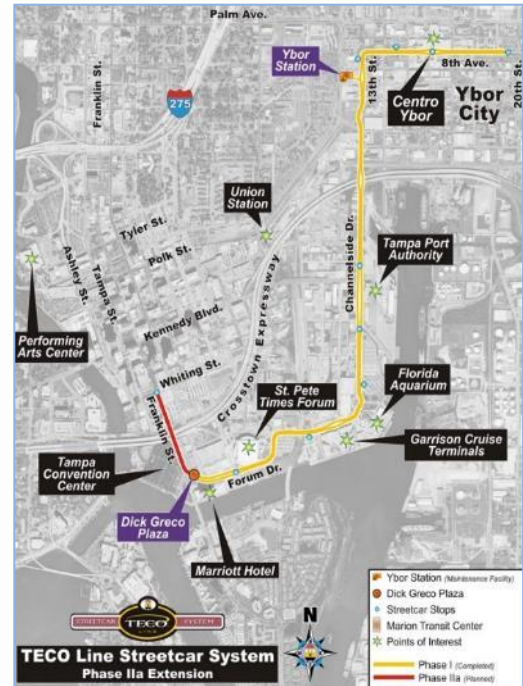 Palm Ave.
Ybor
Station
8th Ave.
13th St.
20th St.
Centro
Ybor
Ybor
City
Franklin St.
275
Union
Station
Tyler St.
Polk St.
Ashley St.
Tampa St.
Kennedy Blvd.
Crosstown Expressway
Channelside Dr.
Tampa Port
Authority
Performing
Arts Center
Whiting St.
Franklin St.
St. Pete
Times Forum
Florida
Aquarium
Garrison Cruise
Terminals
Tampa
Convention
Center
Forum Dr.
Dick Greco
Plaza
Marriott Hotel
STREETCAR TECO SYSTEM
LINE
TECO Line Streetcar System
Phase IIa Extension
N
Ybor Station (Maintenance Facility)
Dick Greco Plaza
Streetcar Stops
Marion Transit Center
Points of Interest
Phase I (Completed)
Phase IIa (Planned)